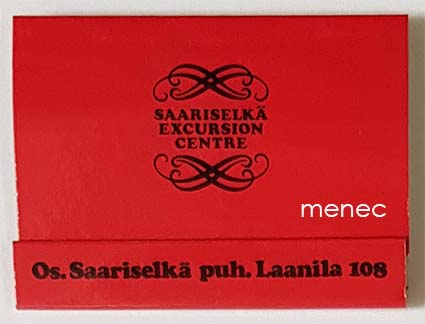 SAARISELKÄ
EXCURSION
CENTRE
menec
Os. Saariselkä puh. Laanila 108